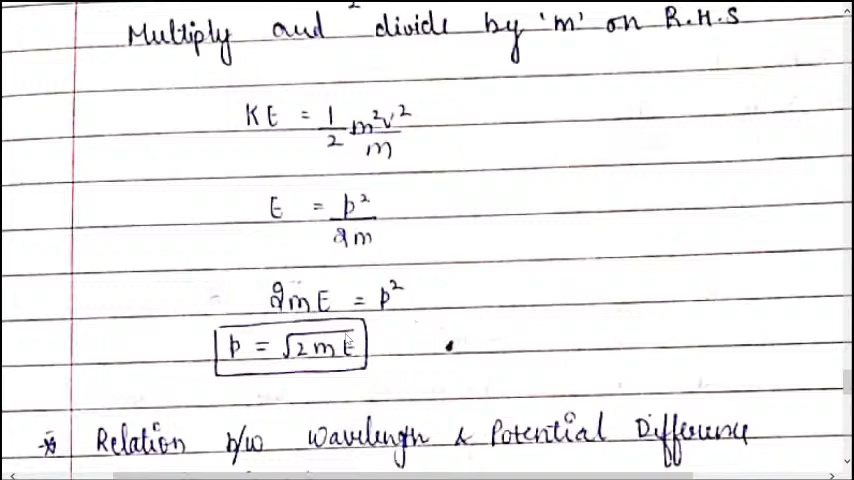 Multiply and divide by 'm' on R.H.S
KE = 1/2 m²v²/m
E = p²/2m
2mE = p²
p = √2mE
* Relation b/w Wavelength & Potential Difference